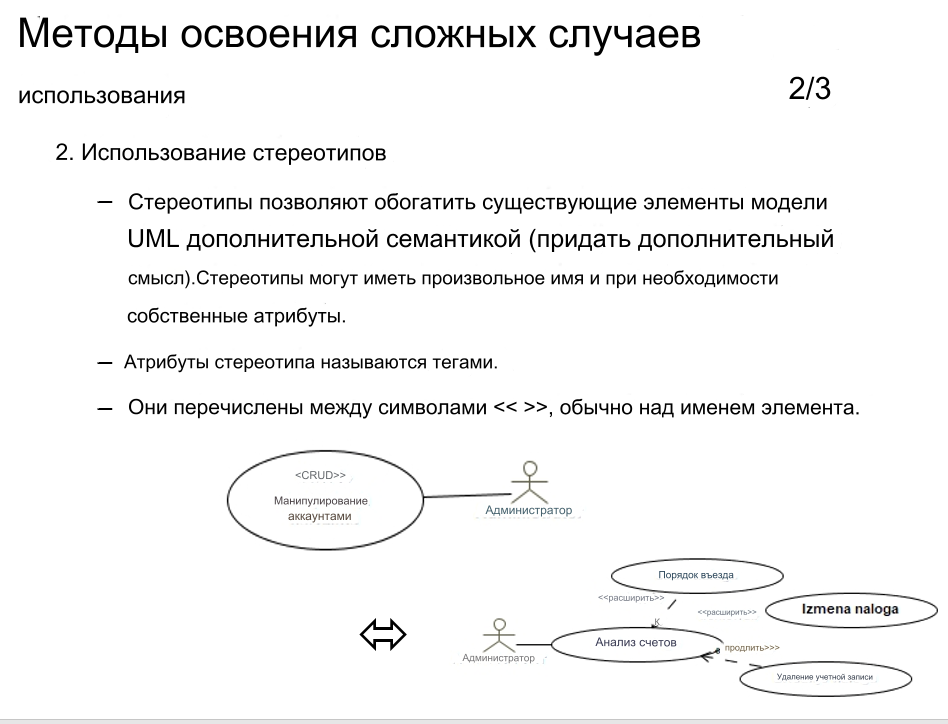 Методы освоения сложных случаев
использования
2/3
2. Использование стереотипов
— Стереотипы позволяют обогатить существующие элементы модели
UML дополнительной семантикой (придать дополнительный
смысл).Стереотипы могут иметь произвольное имя и при необходимости
собственные атрибуты.
— Атрибуты стереотипа называются тегами.
— Они перечислены между символами << >>, обычно над именем элемента.
<CRUD>>
Манипулирование
аккаунтами
Администратор
Порядок въезда
<<расширить>>
<<расширить>>
Izmena naloga
К
Анализ счетов
в продлить>>>
Администратор
Удаление учетной записи